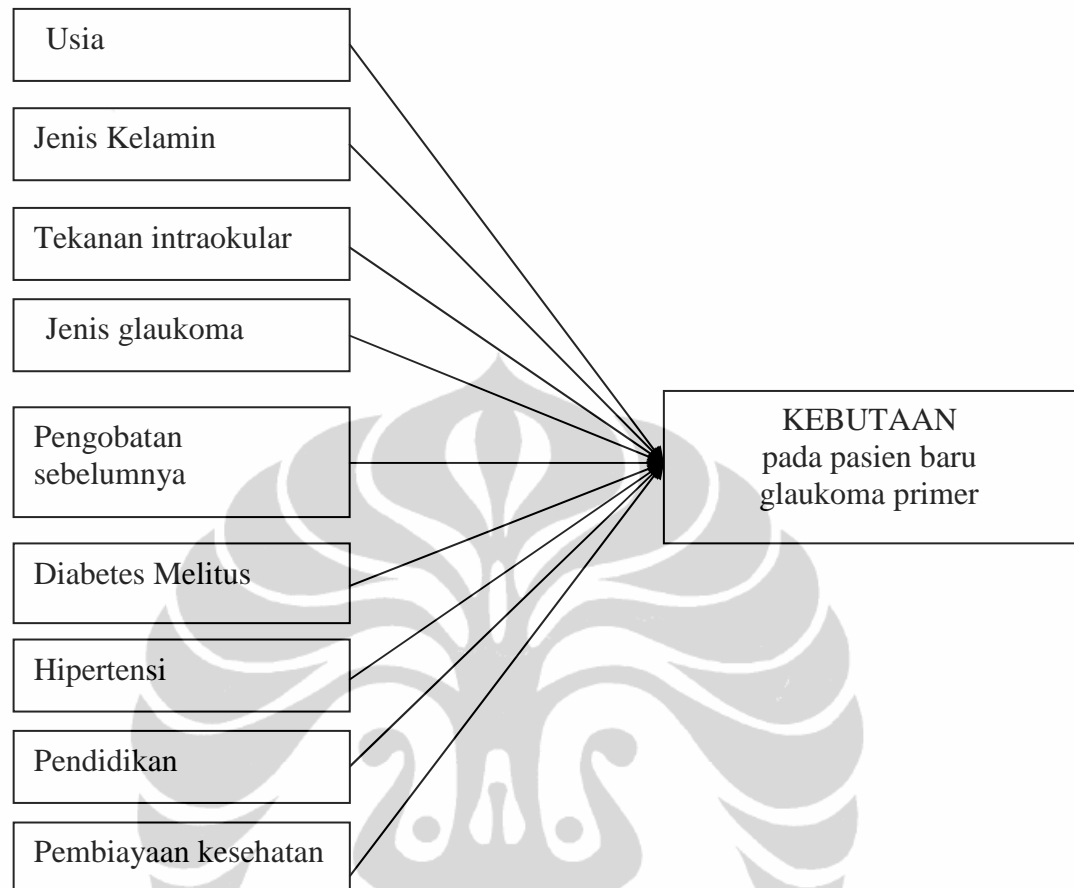 Usia
Jenis Kelamin
Tekanan intraokular
Jenis glaukoma
Pengobatan
sebelumnya
Diabetes Melitus
Hipertensi
Pendidikan
Pembiayaan kesehatan
KEBUTAAN
pada pasien baru
glaukoma primer